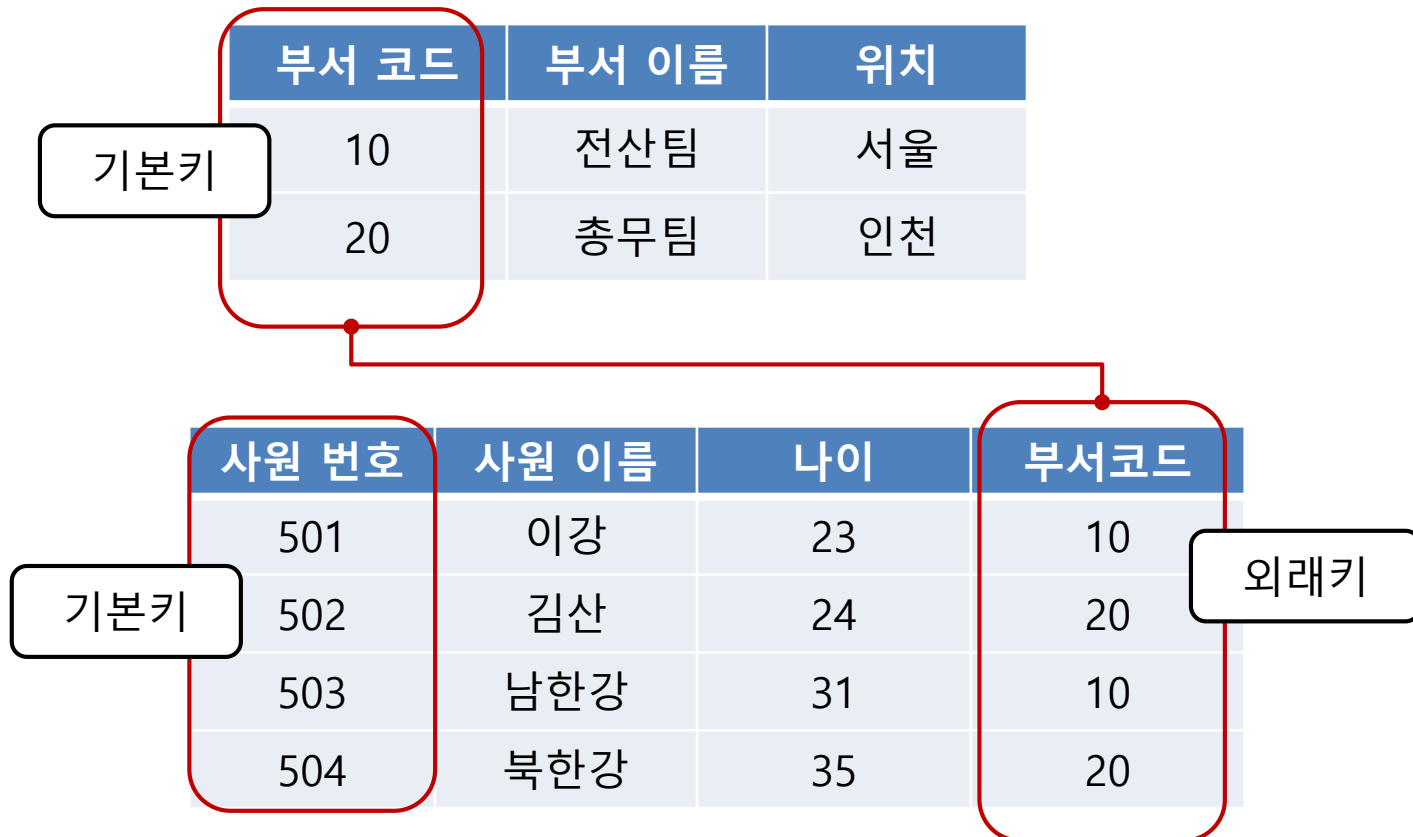 부서 코드 부서 이름 위치
기본키
10 전산팀 서울
20 총무팀 인천
사원 번호 사원 이름 나이 부서코드
501 이강 23 10
외래키
기본키
502 김산 24 20
503 남한강 31 10
504 북한강 35 20